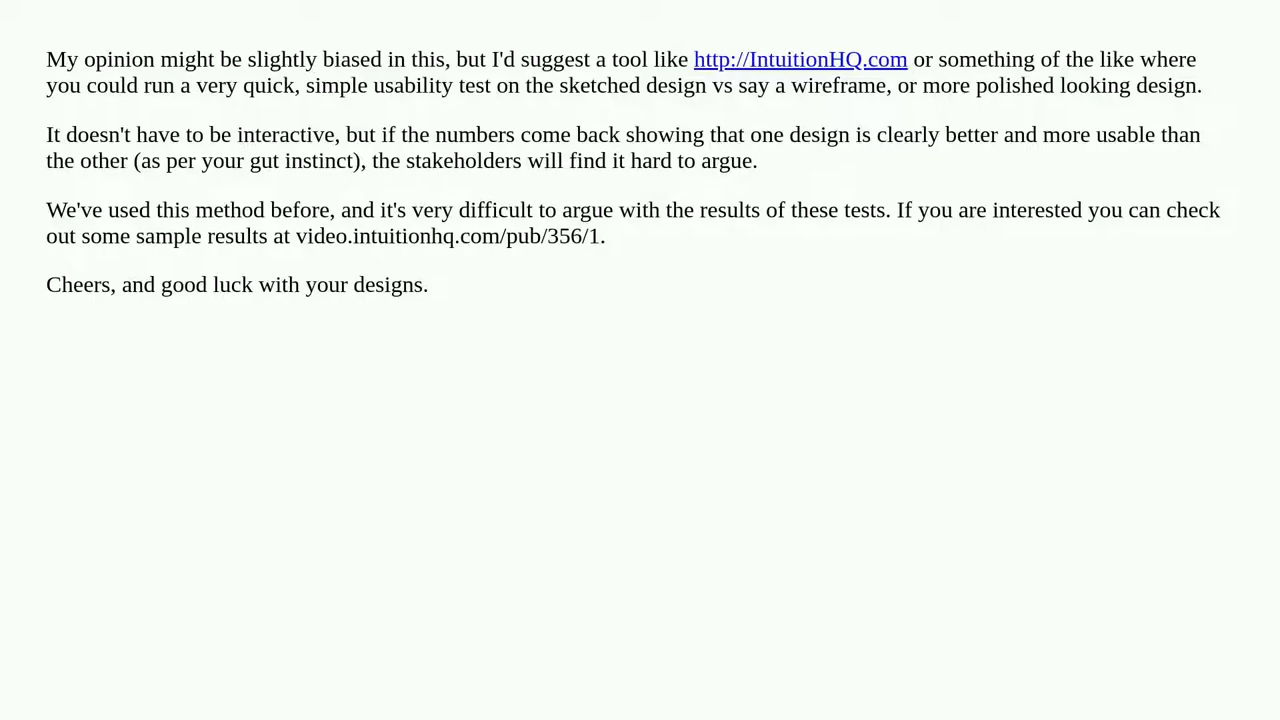 My opinion might be slightly biased in this, but I'd suggest a tool like http://IntuitionHQ.com or something of the like where
you could run a very quick, simple usability test on the sketched design vs say a wireframe, or more polished looking design.
It doesn't have to be interactive, but if the numbers come back showing that one design is clearly better and more usable than
the other (as per your gut instinct), the stakeholders will find it hard to argue.
We've used this method before, and it's very difficult to argue with the results of these tests. If you are interested you can check
out some sample results at video.intuitionhq.com/pub/356/1.
Cheers, and good luck with your designs.